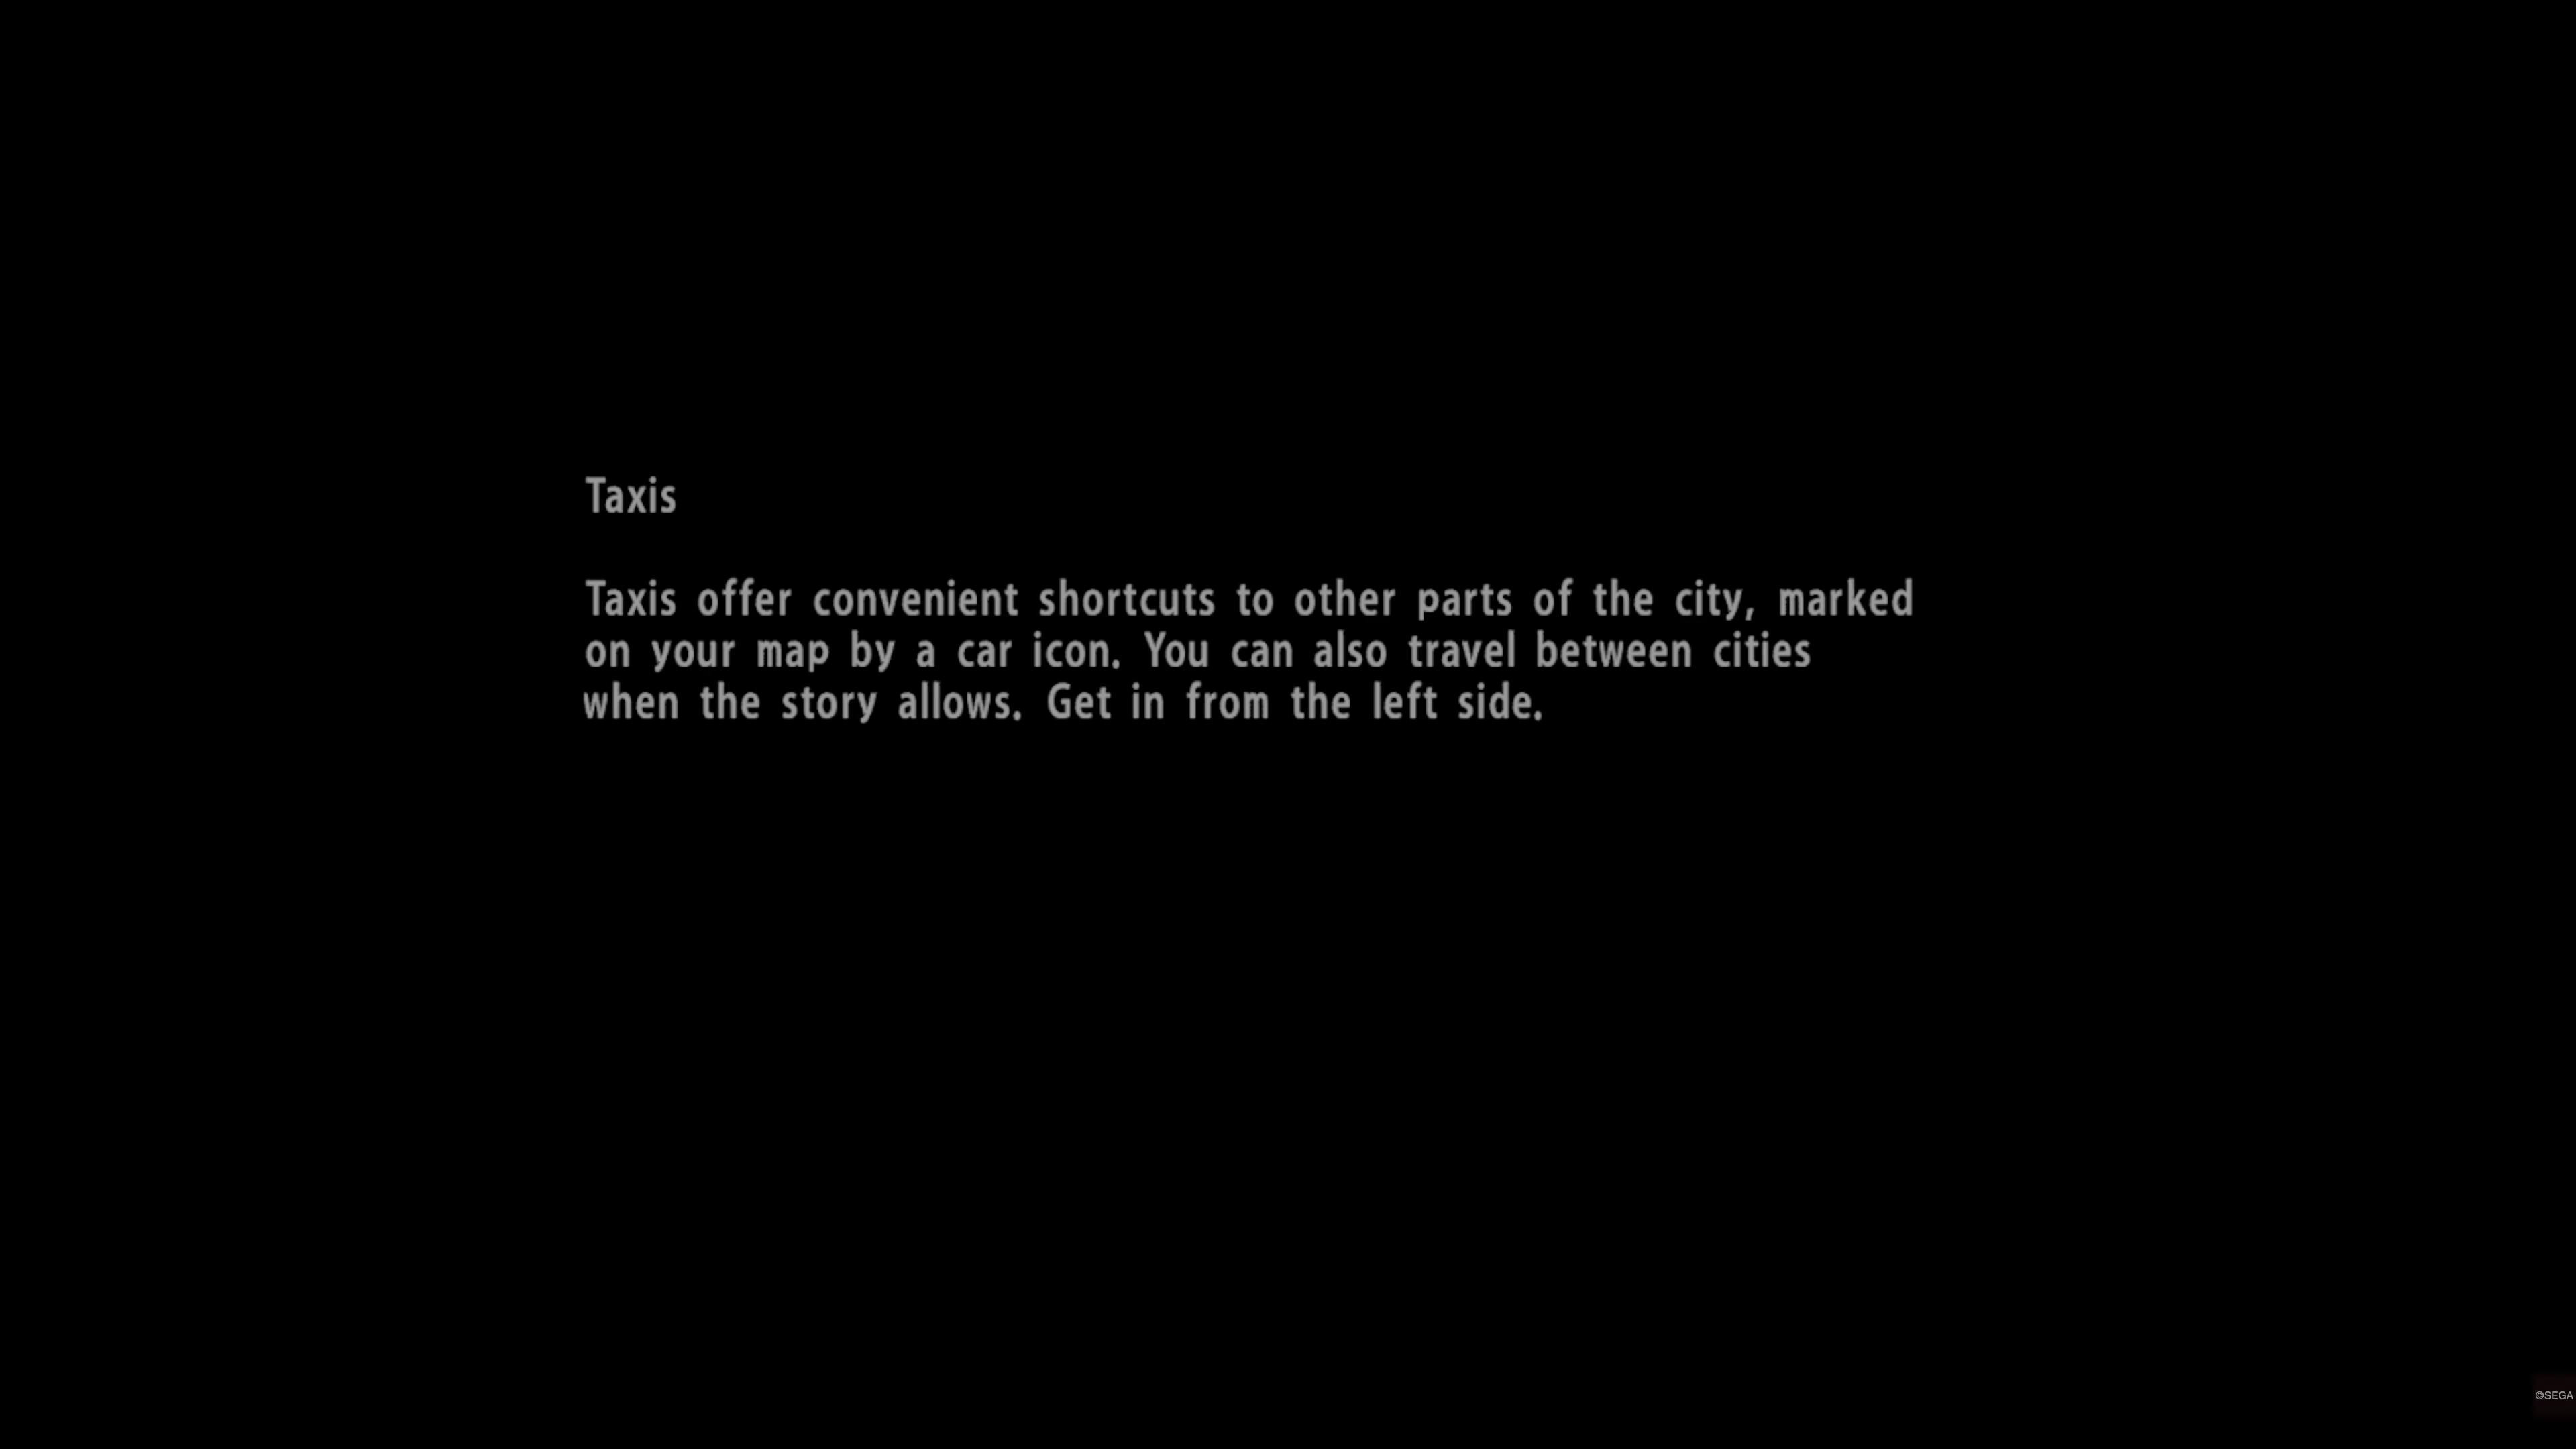 Taxis
Taxis offer convenient shortcuts to other parts of the city, marked
on your map by a car icon. You can also travel between cities
when the story allows. Get in from the left side.
©SEGA